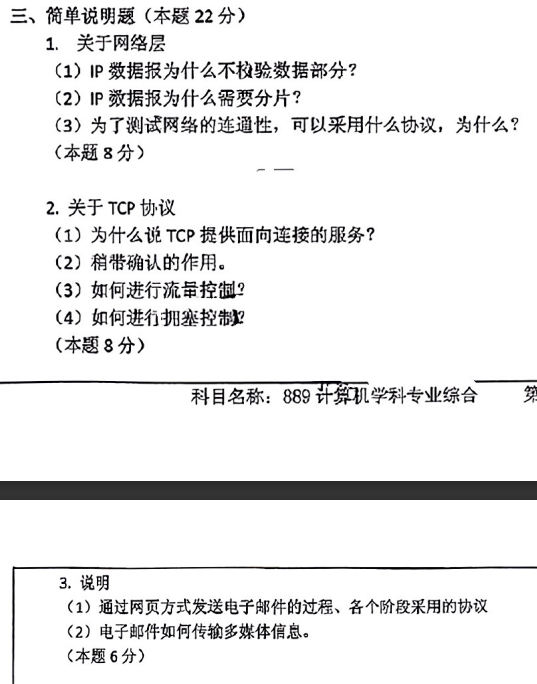 三、简单说明题（本题 22 分）
1. 关于网络层
（1）IP 数据报为什么不校验数据部分？
（2）IP 数据报为什么需要分片？
（3）为了测试网络的连通性，可以采用什么协议，为什么？
（本题 8 分）
2. 关于 TCP 协议
（1）为什么说 TCP 提供面向连接的服务？
（2）稍带确认的作用。
（3）如何进行流量控制？
（4）如何进行拥塞控制？
（本题 8 分）
科目名称：889 计算机学科专业综合 第
3. 说明
（1）通过网页方式发送电子邮件的过程、各个阶段采用的协议
（2）电子邮件如何传输多媒体信息。
（本题 6 分）